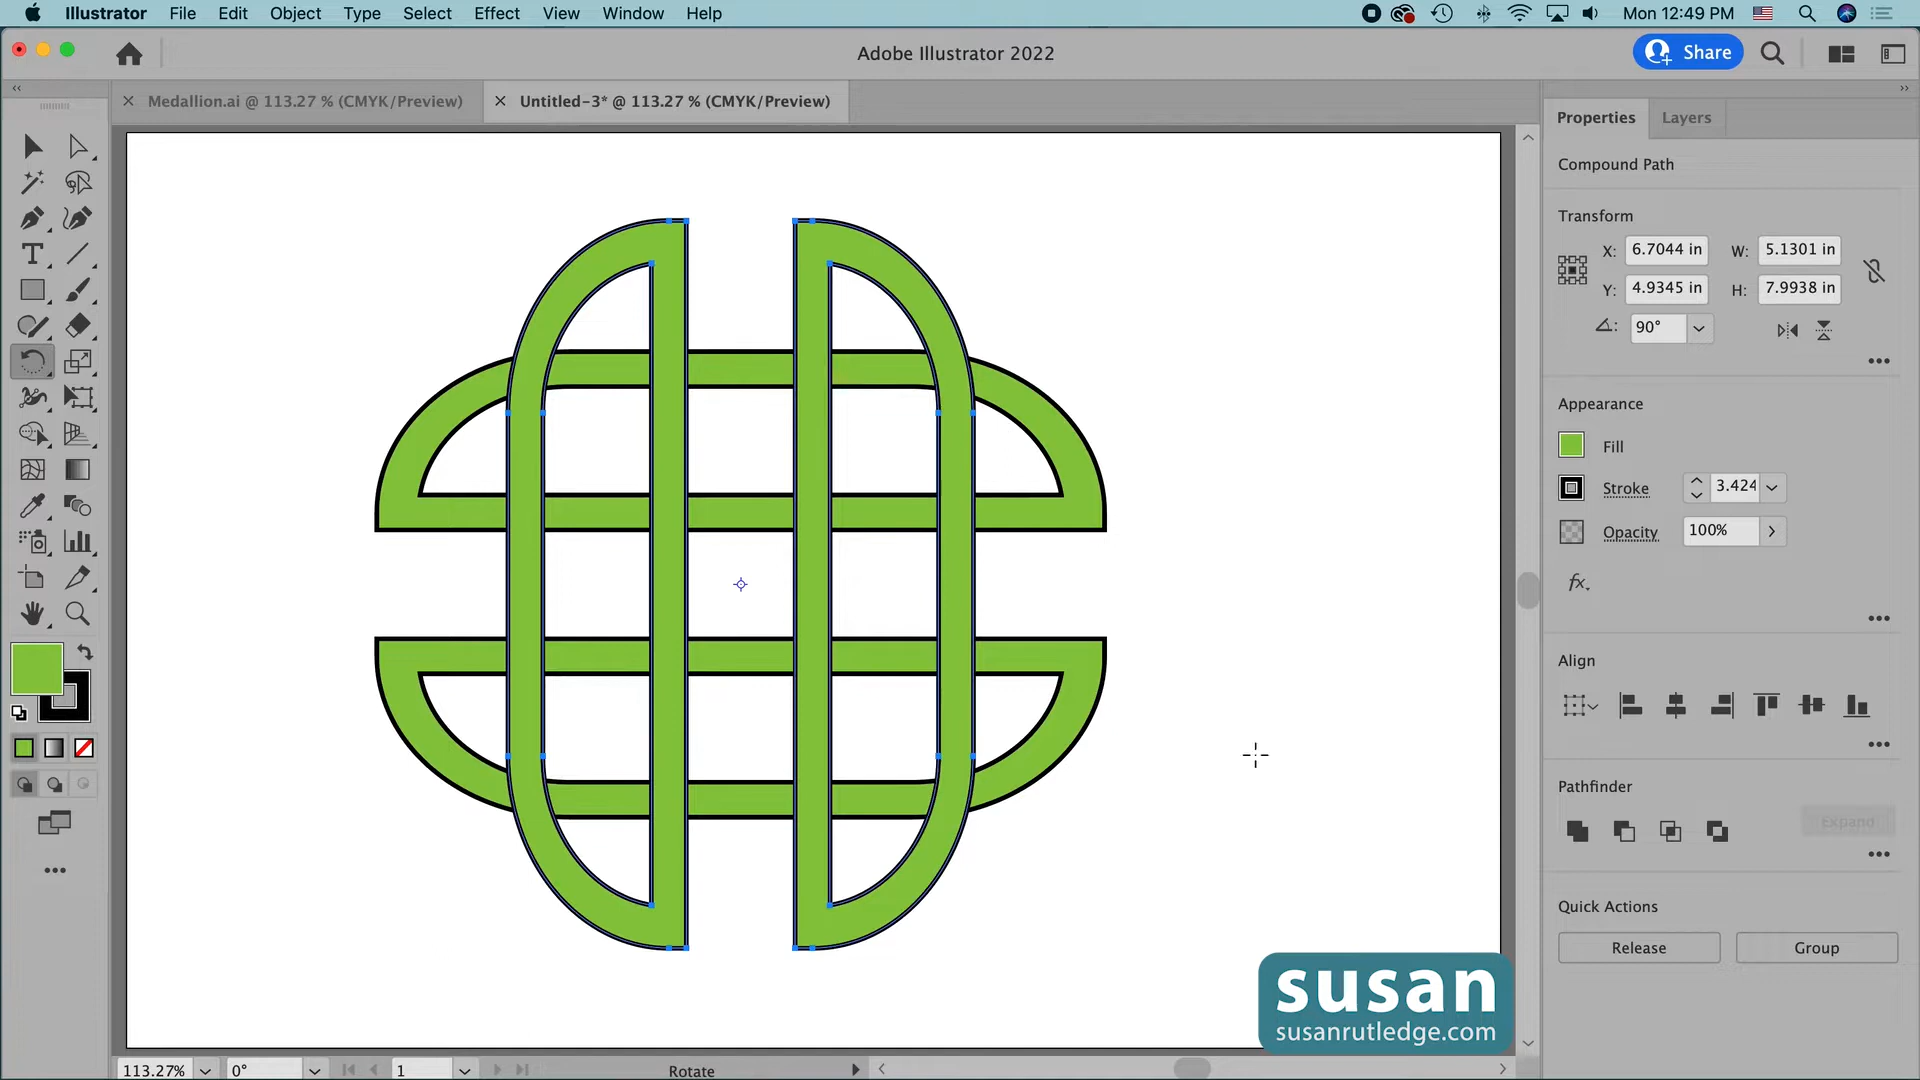 Illustrator File Edit Object Type Select Effect View Window Help Mon 12:49 PM
Adobe Illustrator 2022
Share
Medallion.ai @ 113.27 % (CMYK/Preview)
Untitled-3* @ 113.27 % (CMYK/Preview)
Properties
Layers
Compound Path
Transform
X: 6.7044 in W: 5.1301 in
Y: 4.9345 in H: 7.9938 in
90°
Appearance
Fill
Stroke 3.424
Opacity 100%
fx.
Align
Pathfinder
Expand
Quick Actions
Release Group
susan
susanrutledge.com
113.27% 0° 1 Rotate